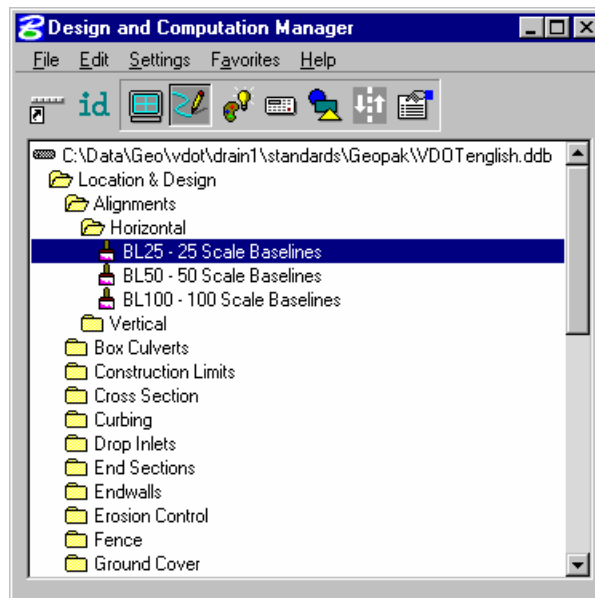 Design and Computation Manager
File Edit Settings Favorites Help
id
C:\Data\Geo\vdot\drain1\standards\Geopak\VDOTenglish.ddb
Location & Design
Alignments
Horizontal
BL25 - 25 Scale Baselines
BL50 - 50 Scale Baselines
BL100 - 100 Scale Baselines
Vertical
Box Culverts
Construction Limits
Cross Section
Curbing
Drop Inlets
End Sections
Endwalls
Erosion Control
Fence
Ground Cover